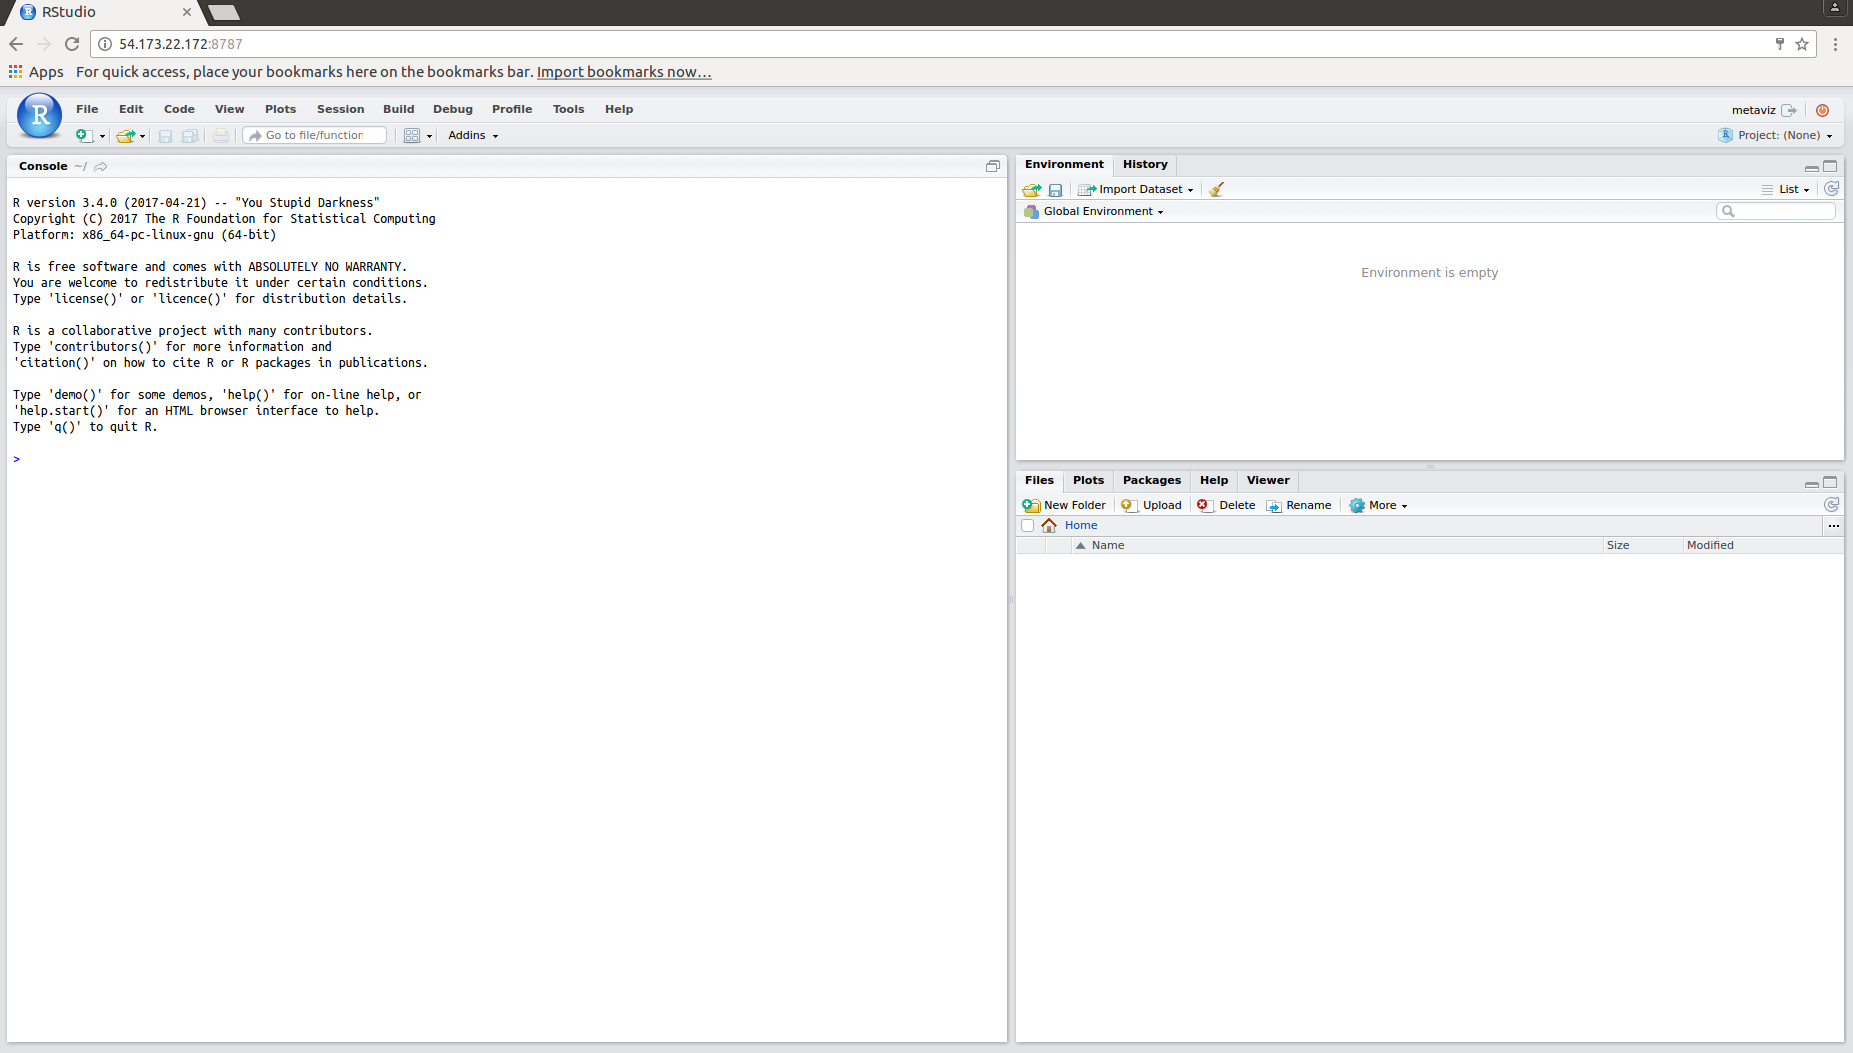 RStudio
54.173.22.172:8787
Apps For quick access, place your bookmarks here on the bookmarks bar. Import bookmarks now...
R
File Edit Code View Plots Session Build Debug Profile Tools Help
metaviz
Go to file/function
Addins
Project: (None)
Console ~/
R version 3.4.0 (2017-04-21) -- "You Stupid Darkness"
Copyright (C) 2017 The R Foundation for Statistical Computing
Platform: x86_64-pc-linux-gnu (64-bit)
R is free software and comes with ABSOLUTELY NO WARRANTY.
You are welcome to redistribute it under certain conditions.
Type 'license()' or 'licence()' for distribution details.
R is a collaborative project with many contributors.
Type 'contributors()' for more information and
'citation()' on how to cite R or R packages in publications.
Type 'demo()' for some demos, 'help()' for on-line help, or
'help.start()' for an HTML browser interface to help.
Type 'q()' to quit R.
>
Environment History
Import Dataset
List
Global Environment
Environment is empty
Files Plots Packages Help Viewer
New Folder Upload Delete Rename More
Home
...
Name Size Modified